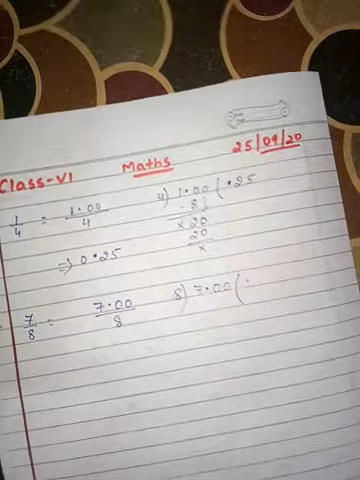 25/09/20
Class-VI Maths
1/4 = 1.00/4 4) 1.00 ( .25
- 8↓
×20
20
×
=> 0.25
7/8 = 7.00/8 8) 7.00 ( .